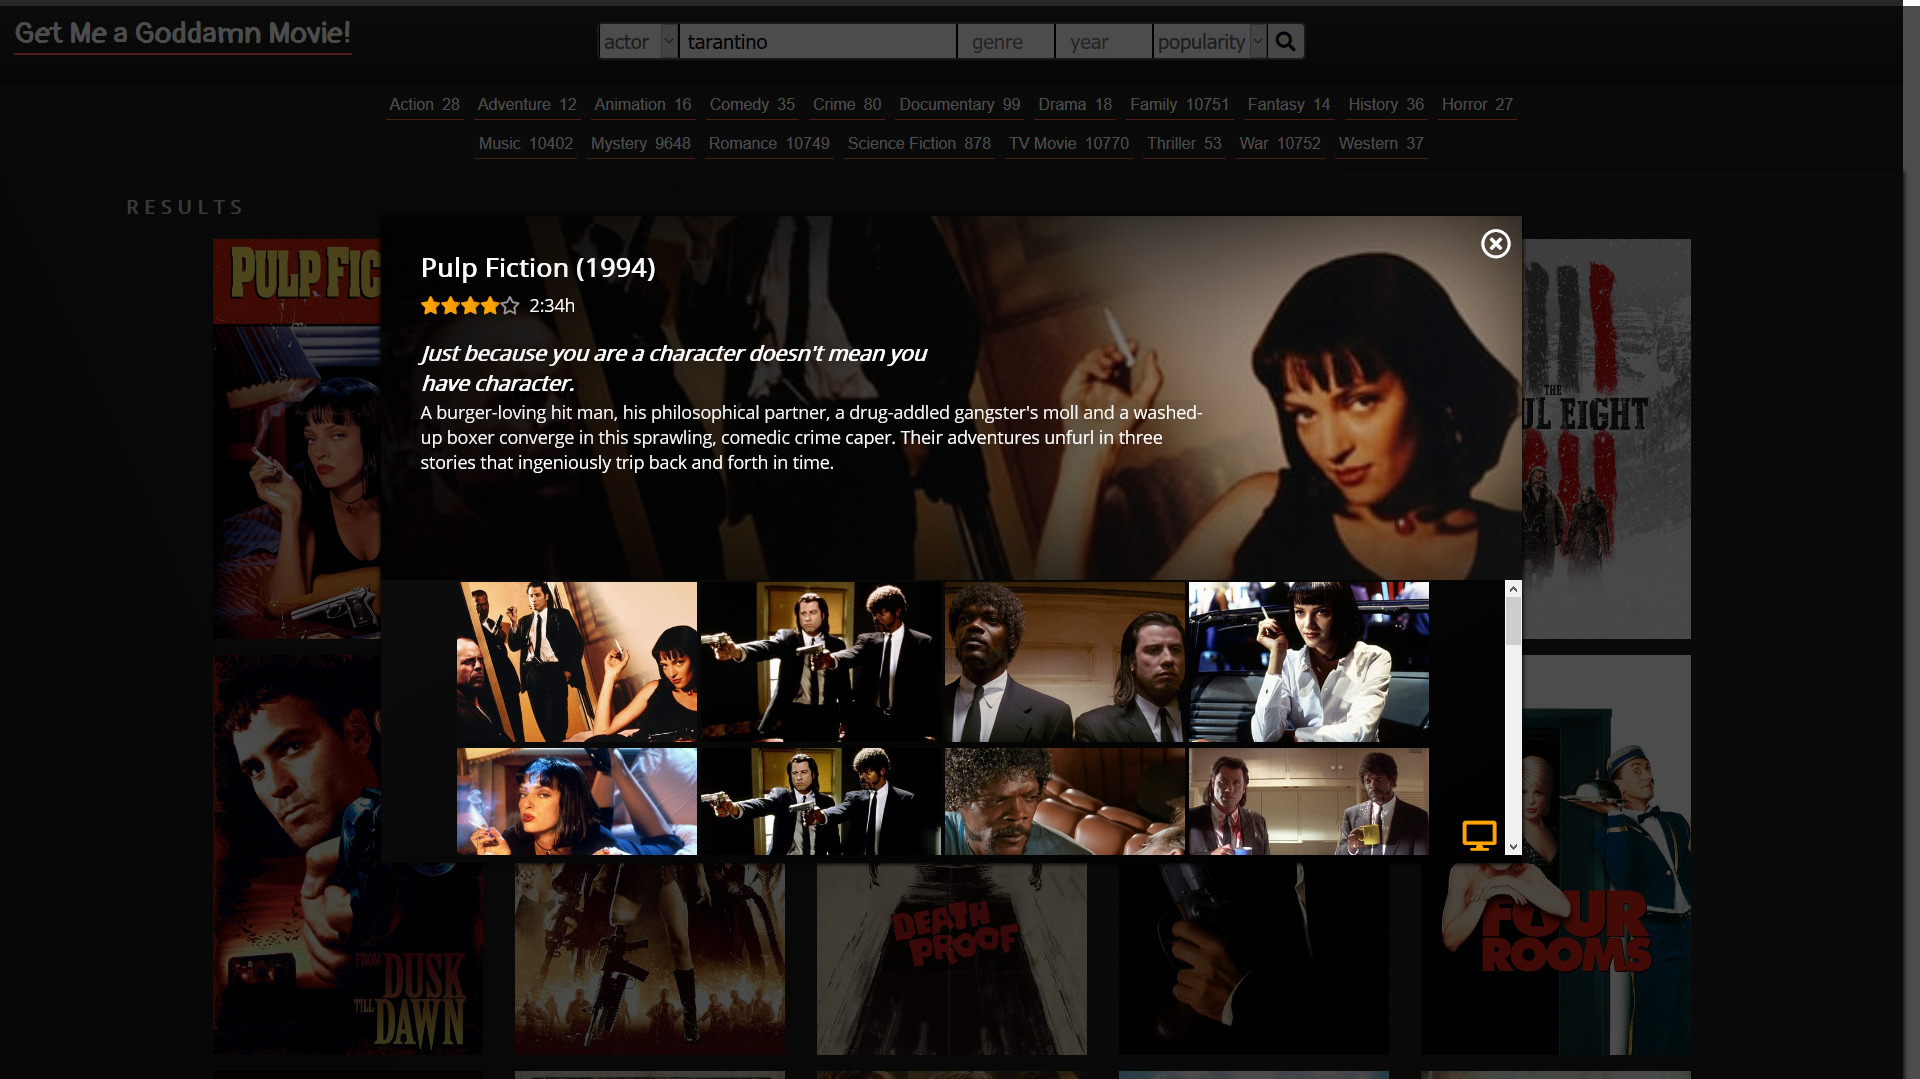 Get Me a Goddamn Movie!
actor tarantino genre year popularity
Action 28 Adventure 12 Animation 16 Comedy 35 Crime 80 Documentary 99 Drama 18 Family 10751 Fantasy 14 History 36 Horror 27
Music 10402 Mystery 9648 Romance 10749 Science Fiction 878 TV Movie 10770 Thriller 53 War 10752 Western 37
RESULTS
PULP FIC
Pulp Fiction (1994)
2:34h
Just because you are a character doesn't mean you
have character.
A burger-loving hit man, his philosophical partner, a drug-addled gangster's moll and a washed-
up boxer converge in this sprawling, comedic crime caper. Their adventures unfurl in three
stories that ingeniously trip back and forth in time.
THE
UL EIGHT
FROM DUSK
TILL DAWN
DEATH
PROOF
FOUR
ROOMS